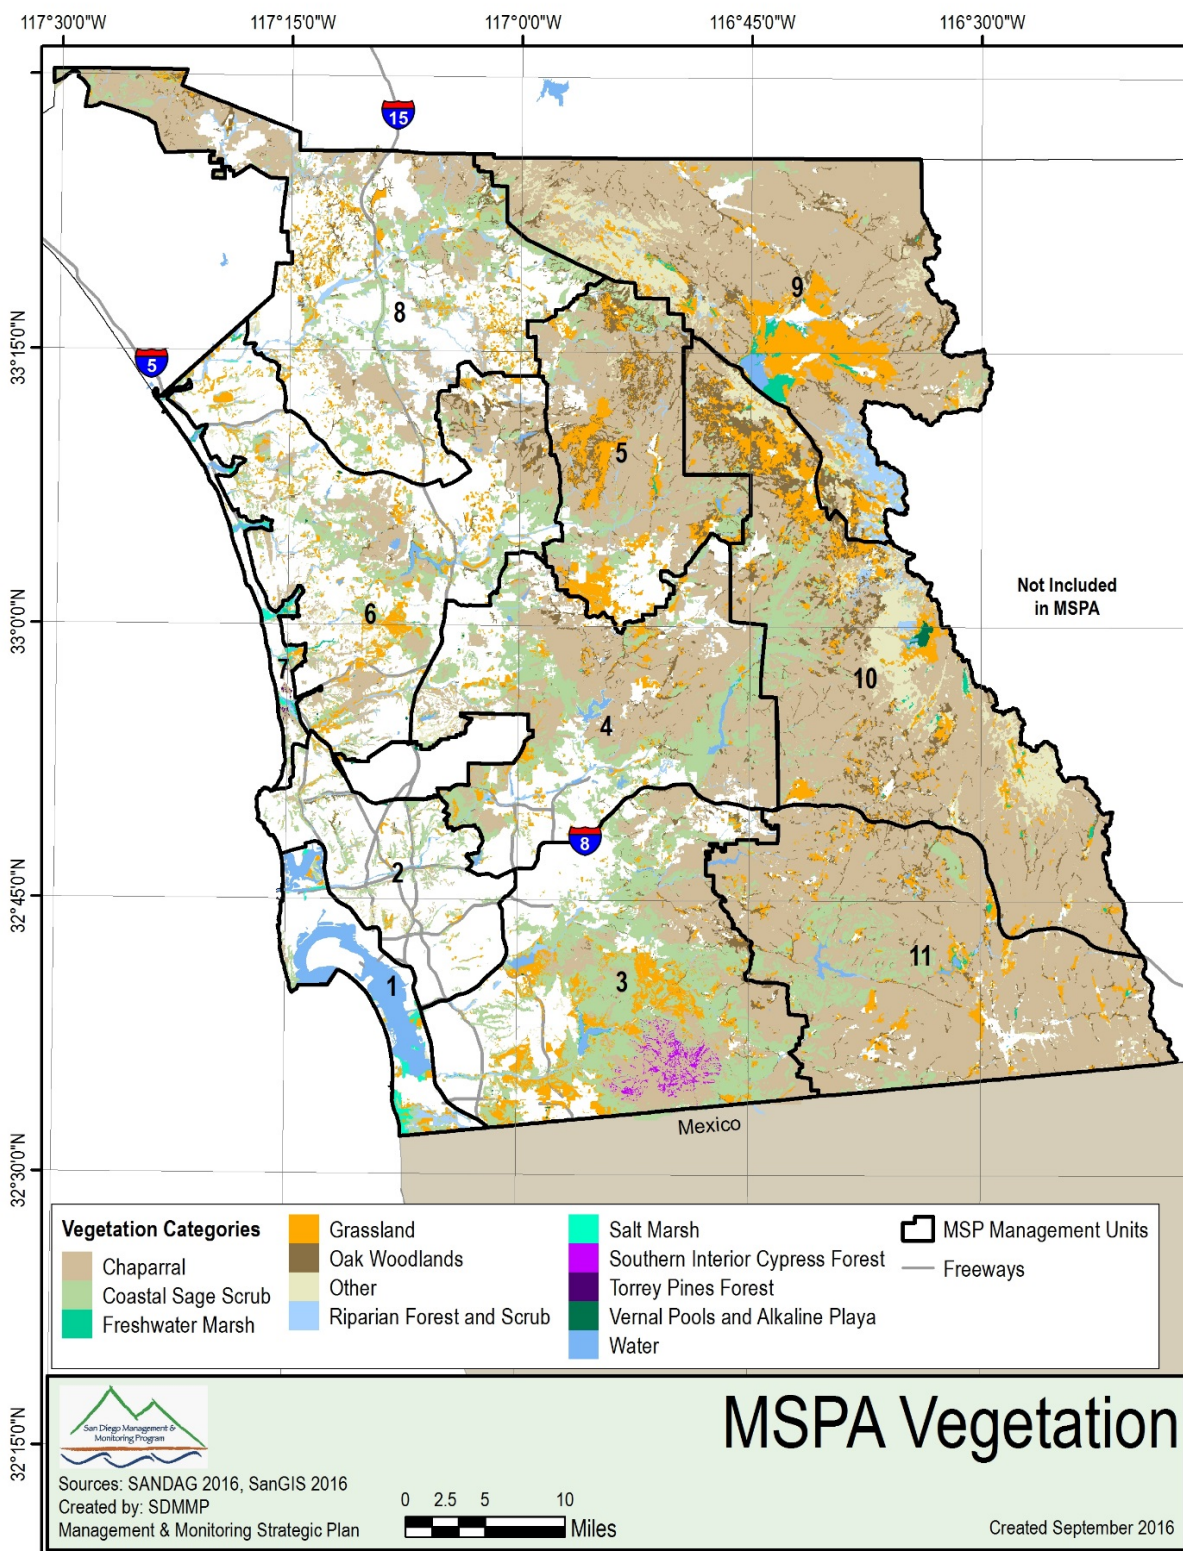 117°30'0"W
117°15'0"W
117°0'0"W
116°45'0"W
116°30'0"W
15
9
8
33°15'0"N
5
5
Not Included
in MSPA
33°0'0"N
6
7
10
4
8
2
32°45'0"N
11
3
1
Mexico
32°30'0"N
Vegetation Categories
Chaparral
Coastal Sage Scrub
Freshwater Marsh
Grassland
Oak Woodlands
Other
Riparian Forest and Scrub
Salt Marsh
Southern Interior Cypress Forest
Torrey Pines Forest
Vernal Pools and Alkaline Playa
Water
MSP Management Units
Freeways
32°15'0"N
San Diego Management &
Monitoring Program
MSPA Vegetation
Sources: SANDAG 2016, SanGIS 2016
Created by: SDMMP
Management & Monitoring Strategic Plan
0 2.5 5 10
Miles
Created September 2016